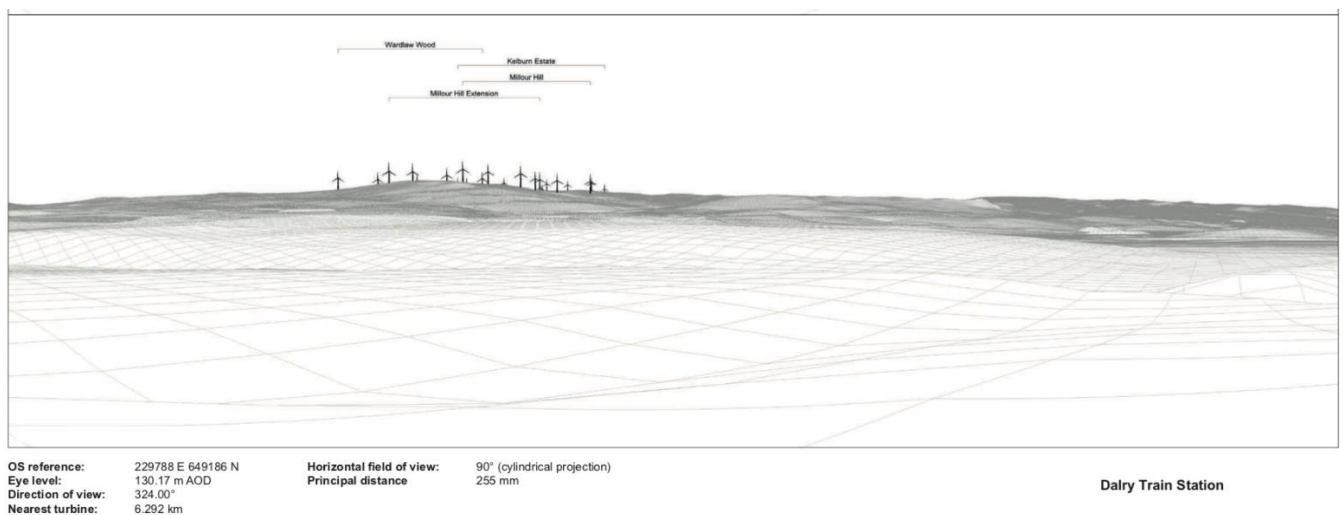 Wardlaw Wood
Kelburn Estate
Millour Hill
Millour Hill Extension
OS reference: 229788 E 649186 N
Eye level: 130.17 m AOD
Direction of view: 324.00°
Nearest turbine: 6.292 km
Horizontal field of view: 90° (cylindrical projection)
Principal distance 255 mm
Dalry Train Station